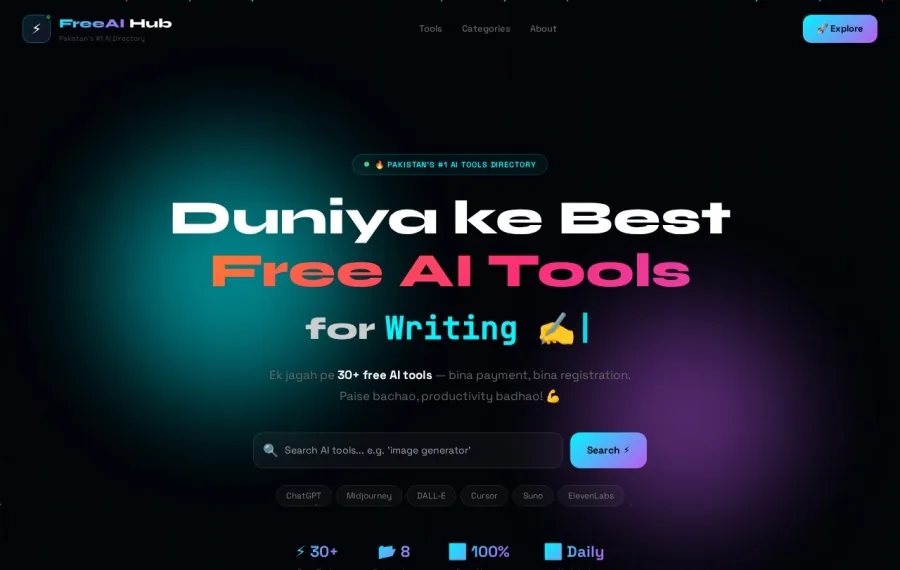 ⚡ FreeAI Hub
Pakistan's #1 AI Directory
Tools Categories About
🚀 Explore
🔥 PAKISTAN'S #1 AI TOOLS DIRECTORY
Duniya ke Best
Free AI Tools
for Writing ✍️|
Ek jagah pe 30+ free AI tools — bina payment, bina registration.
Paise bachao, productivity badhao! 💪
🔍 Search AI tools... e.g. 'image generator'
Search ⚡
ChatGPT Midjourney DALL-E Cursor Suno ElevenLabs
⚡ 30+ 📂 8 100% Daily